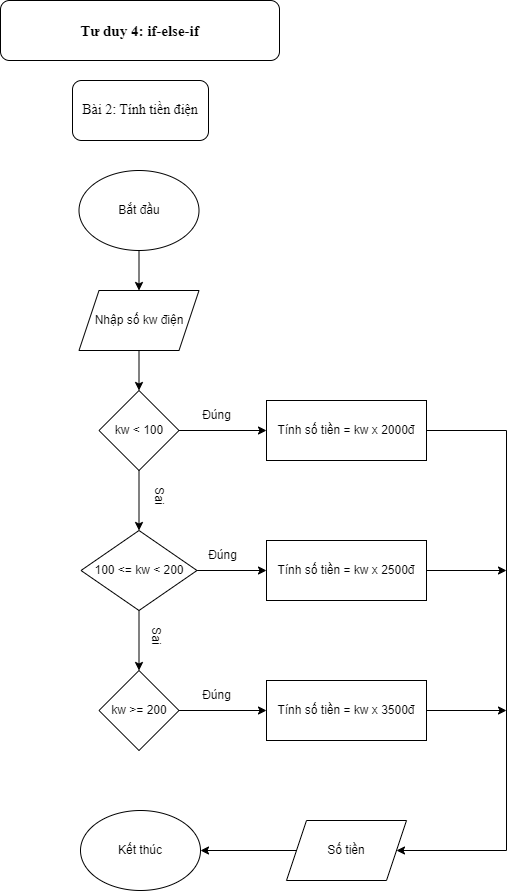 Tư duy 4: if-else-if
Bài 2: Tính tiền điện
Bắt đầu
Nhập số kw điện
kw < 100
Đúng
Tính số tiền = kw x 2000đ
Sai
100 <= kw < 200
Đúng
Tính số tiền = kw x 2500đ
Sai
kw >= 200
Đúng
Tính số tiền = kw x 3500đ
Số tiền
Kết thúc